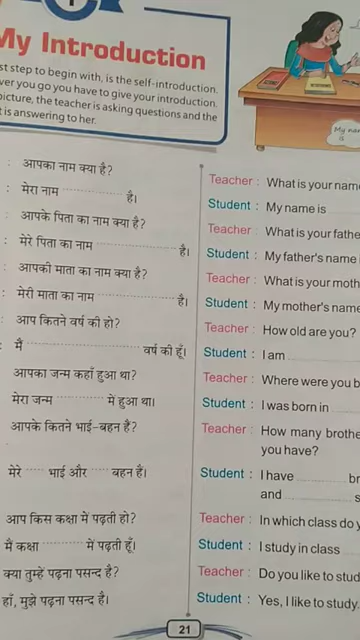 My Introduction
st step to begin with, is the self-introduction.
ver you go you have to give your introduction.
picture, the teacher is asking questions and the
t is answering to her.
My
is
: आपका नाम क्या है?
: मेरा नाम ........................ है।
: आपके पिता का नाम क्या है?
: मेरे पिता का नाम ........................ है।
: आपकी माता का नाम क्या है?
: मेरी माता का नाम ........................ है।
: आप कितने वर्ष की हो?
: मैं ........................ वर्ष की हूँ।
आपका जन्म कहाँ हुआ था?
मेरा जन्म ............ में हुआ था।
आपके कितने भाई-बहन हैं?
मेरे ..... भाई और ..... बहन हैं।
आप किस कक्षा में पढ़ती हो?
मैं कक्षा ............ में पढ़ती हूँ।
क्या तुम्हें पढ़ना पसन्द है?
हाँ, मुझे पढ़ना पसन्द है।
Teacher : What is your nam
Student : My name is ............
Teacher : What is your fathe
Student : My father's name
Teacher : What is your moth
Student : My mother's name
Teacher : How old are you?
Student : I am ........................
Teacher : Where were you b
Student : I was born in ............
Teacher : How many brothe
you have?
Student : I have ............ br
and ............ s
Teacher : In which class do y
Student : I study in class ......
Teacher : Do you like to stud
Student : Yes, I like to study.
21